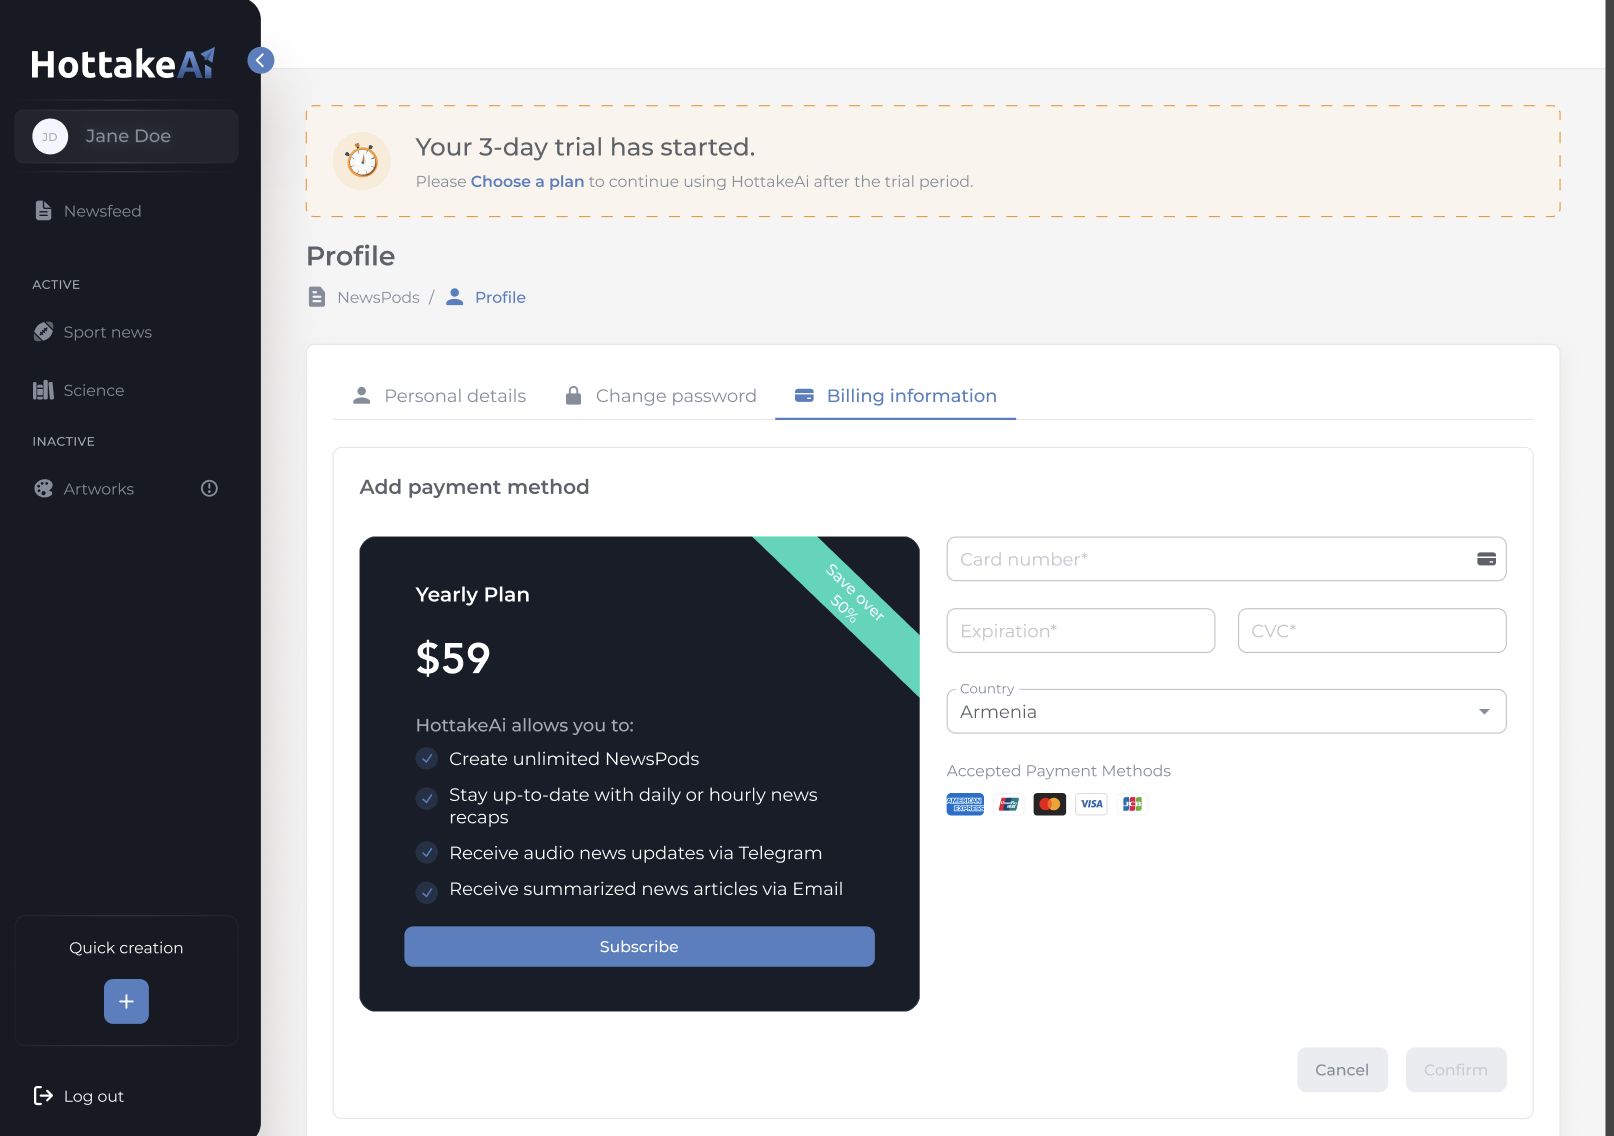 HottakeAi
JD
Jane Doe
Newsfeed
ACTIVE
Sport news
Science
INACTIVE
Artworks
Quick creation
+
Log out
Your 3-day trial has started.
Please Choose a plan to continue using HottakeAi after the trial period.
Profile
NewsPods / Profile
Personal details
Change password
Billing information
Add payment method
Save over
50%
Yearly Plan
$59
HottakeAi allows you to:
Create unlimited NewsPods
Stay up-to-date with daily or hourly news
recaps
Receive audio news updates via Telegram
Receive summarized news articles via Email
Subscribe
Card number*
Expiration*
CVC*
Country
Armenia
Accepted Payment Methods
AMERICAN
EXPRESS
VISA
JCB
Cancel
Confirm